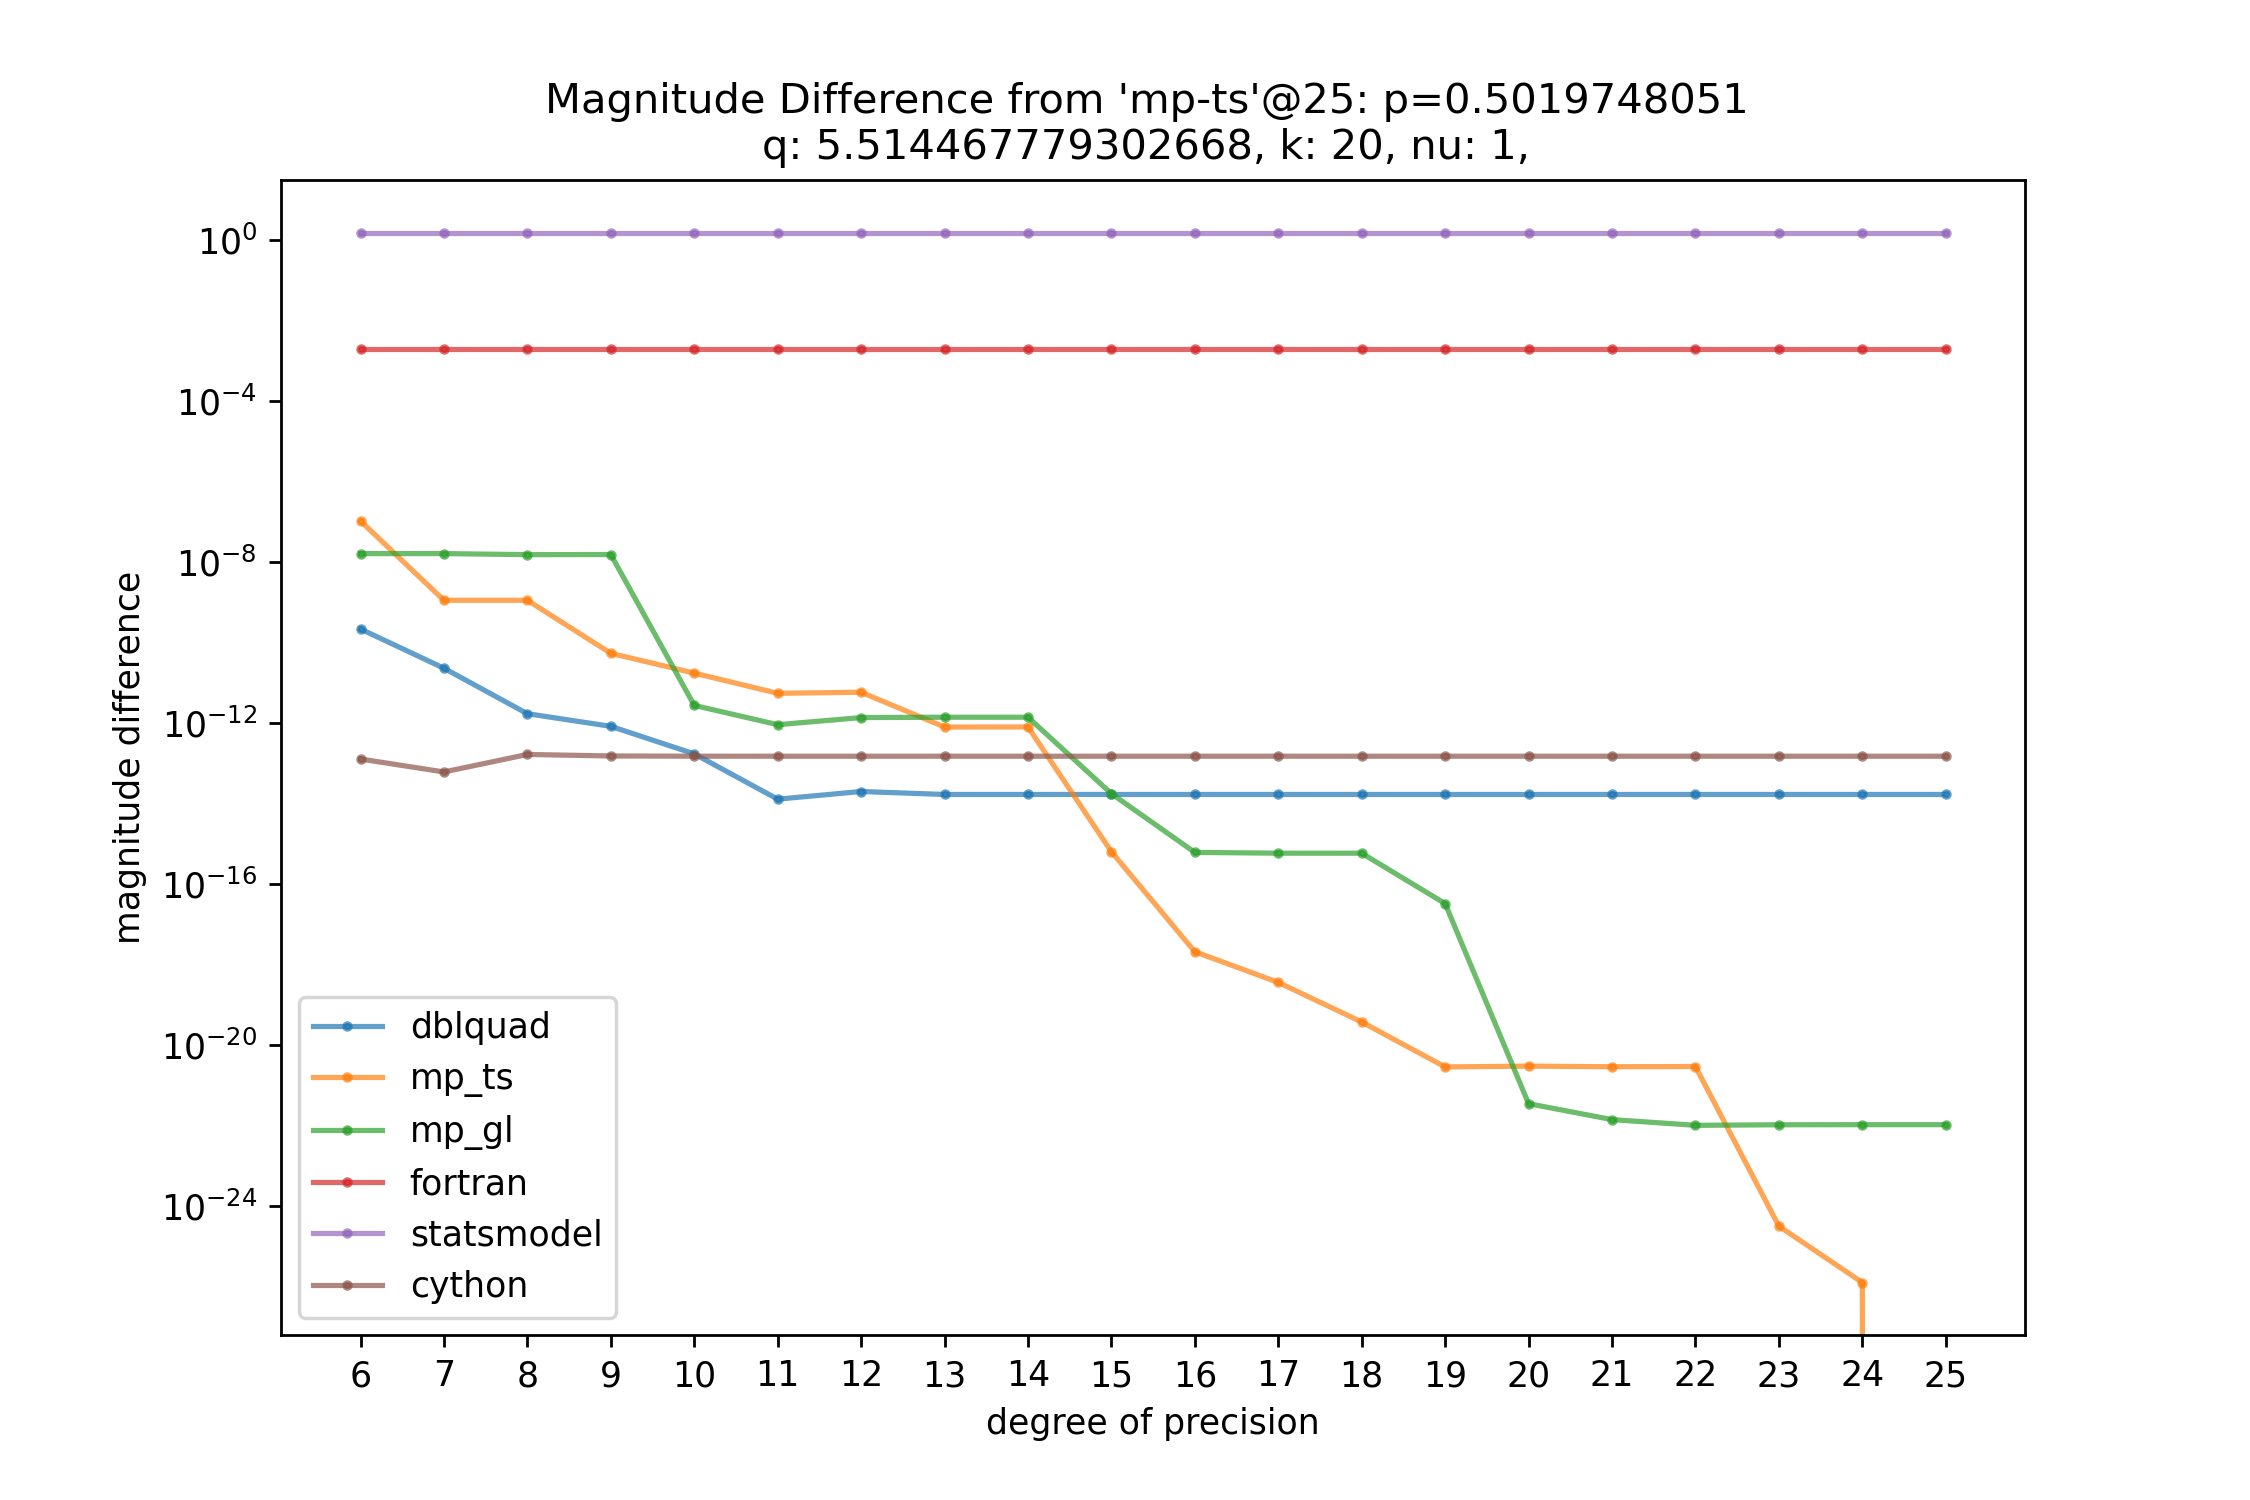 Magnitude Difference from 'mp-ts'@25: p=0.5019748051
q: 5.514467779302668, k: 20, nu: 1,
magnitude difference
10⁰
10⁻⁴
10⁻⁸
10⁻¹²
10⁻¹⁶
10⁻²⁰
10⁻²⁴
dblquad
mp_ts
mp_gl
fortran
statsmodel
cython
6 7 8 9 10 11 12 13 14 15 16 17 18 19 20 21 22 23 24 25
degree of precision